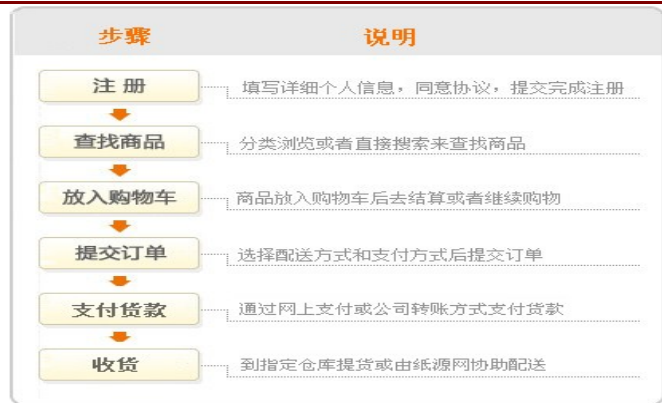 步骤 说明
注册 填写详细个人信息，同意协议，提交完成注册
查找商品 分类浏览或者直接搜索来查找商品
放入购物车 商品放入购物车后去结算或者继续购物
提交订单 选择配送方式和支付方式后提交订单
支付货款 通过网上支付或公司转账方式支付货款
收货 到指定仓库提货或由纸源网协助配送